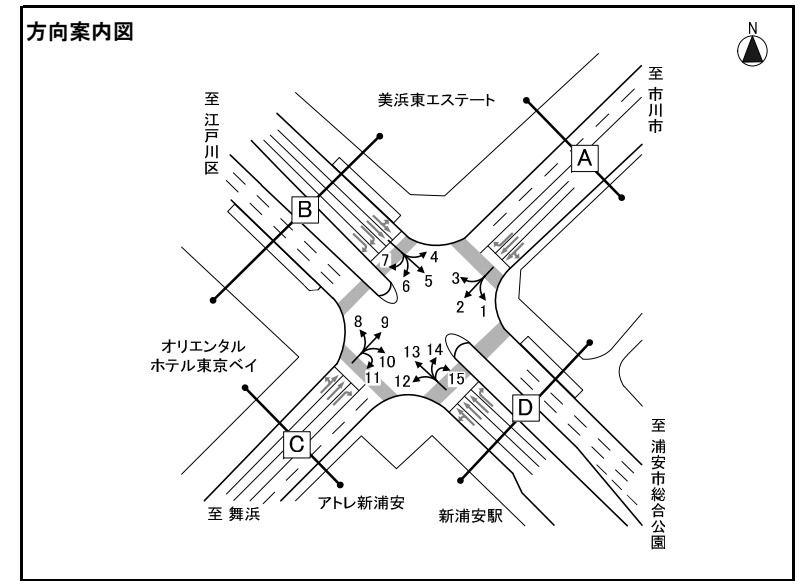 方向案内図
N
至 市川市
至 江戸川区
美浜東エステート
A
B
7
4
5
6
3
2
1
8
9
10
11
12
13
14
15
オリエンタル
ホテル東京ベイ
D
C
至 舞浜
アトレ新浦安
新浦安駅
至 浦安市総合公園